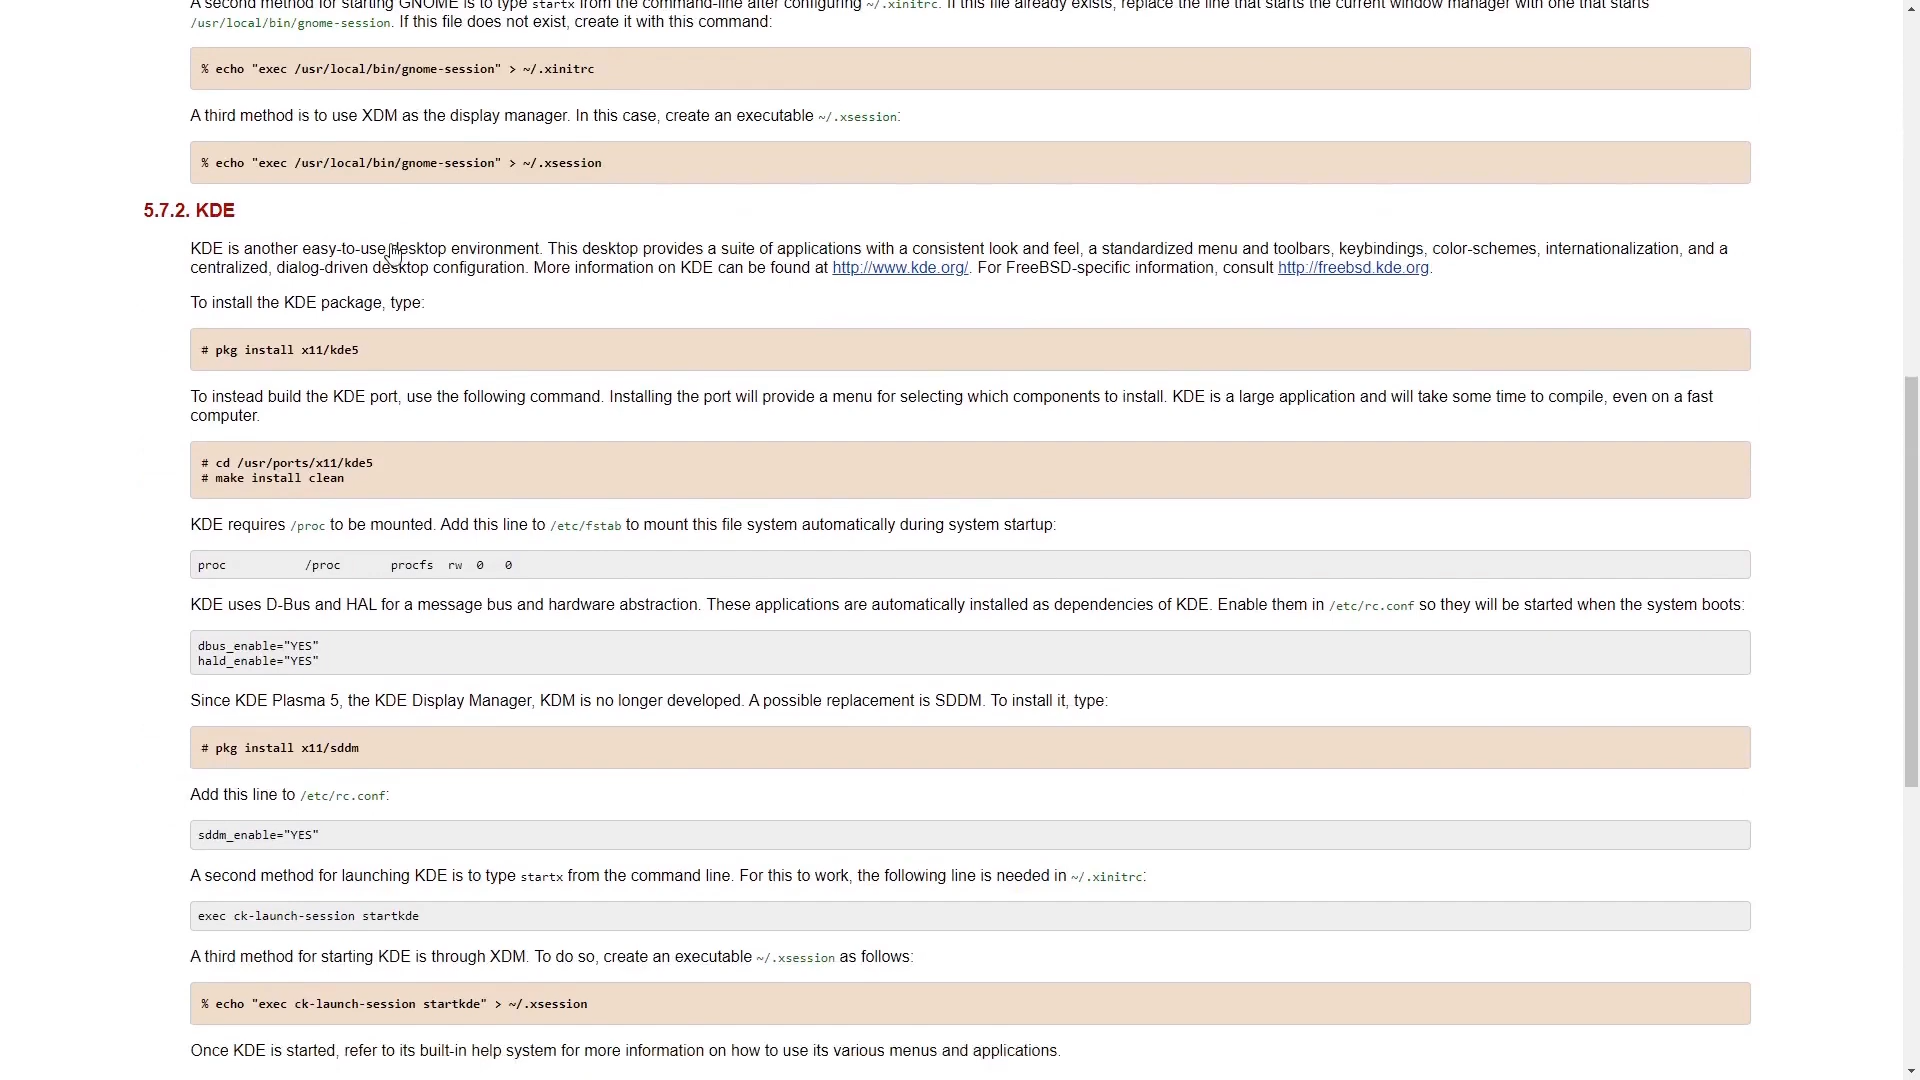 A second method for starting GNOME is to type startx from the command-line after configuring ~/.xinitrc. If this file already exists, replace the line that starts the current window manager with one that starts
/usr/local/bin/gnome-session. If this file does not exist, create it with this command:
% echo "exec /usr/local/bin/gnome-session" > ~/.xinitrc
A third method is to use XDM as the display manager. In this case, create an executable ~/.xsession:
% echo "exec /usr/local/bin/gnome-session" > ~/.xsession
5.7.2. KDE
KDE is another easy-to-use desktop environment. This desktop provides a suite of applications with a consistent look and feel, a standardized menu and toolbars, keybindings, color-schemes, internationalization, and a
centralized, dialog-driven desktop configuration. More information on KDE can be found at http://www.kde.org/. For FreeBSD-specific information, consult http://freebsd.kde.org.
To install the KDE package, type:
# pkg install x11/kde5
To instead build the KDE port, use the following command. Installing the port will provide a menu for selecting which components to install. KDE is a large application and will take some time to compile, even on a fast
computer.
# cd /usr/ports/x11/kde5
# make install clean
KDE requires /proc to be mounted. Add this line to /etc/fstab to mount this file system automatically during system startup:
proc           /proc       procfs  rw  0   0
KDE uses D-Bus and HAL for a message bus and hardware abstraction. These applications are automatically installed as dependencies of KDE. Enable them in /etc/rc.conf so they will be started when the system boots:
dbus_enable="YES"
hald_enable="YES"
Since KDE Plasma 5, the KDE Display Manager, KDM is no longer developed. A possible replacement is SDDM. To install it, type:
# pkg install x11/sddm
Add this line to /etc/rc.conf:
sddm_enable="YES"
A second method for launching KDE is to type startx from the command line. For this to work, the following line is needed in ~/.xinitrc:
exec ck-launch-session startkde
A third method for starting KDE is through XDM. To do so, create an executable ~/.xsession as follows:
% echo "exec ck-launch-session startkde" > ~/.xsession
Once KDE is started, refer to its built-in help system for more information on how to use its various menus and applications.